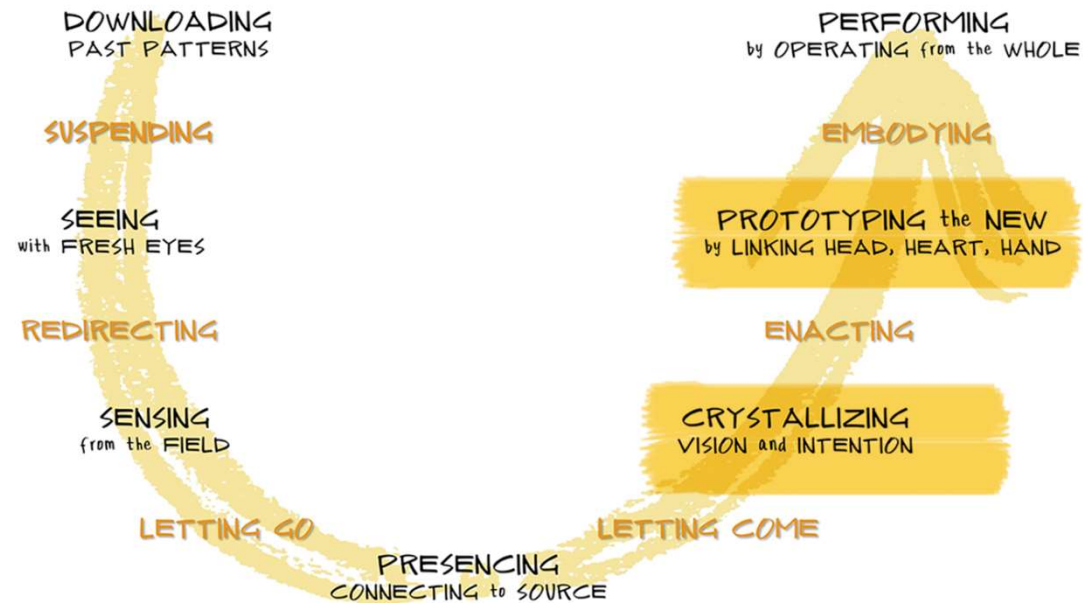 DOWNLOADING
PAST PATTERNS
SUSPENDING
SEEING
with FRESH EYES
REDIRECTING
SENSING
from the FIELD
LETTING GO
PRESENCING
CONNECTING to SOURCE
LETTING COME
CRYSTALLIZING
VISION and INTENTION
ENACTING
PROTOTYPING the NEW
by LINKING HEAD, HEART, HAND
EMBODYING
PERFORMING
by OPERATING from the WHOLE